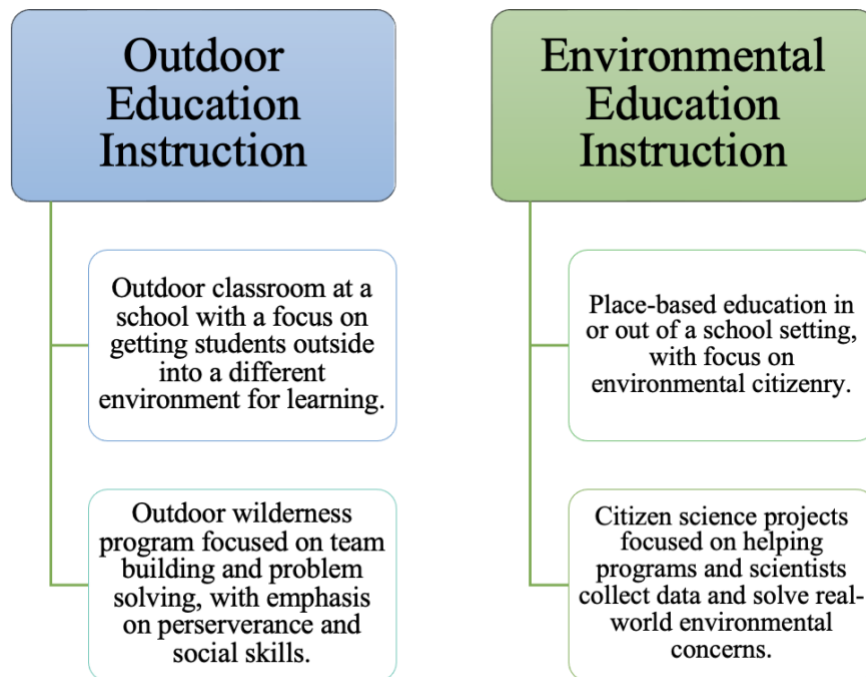 Outdoor
Education
Instruction
Outdoor classroom at a
school with a focus on
getting students outside
into a different
environment for learning.
Outdoor wilderness
program focused on team
building and problem
solving, with emphasis
on perserverance and
social skills.
Environmental
Education
Instruction
Place-based education in
or out of a school setting,
with focus on
environmental citizenry.
Citizen science projects
focused on helping
programs and scientists
collect data and solve real-
world environmental
concerns.